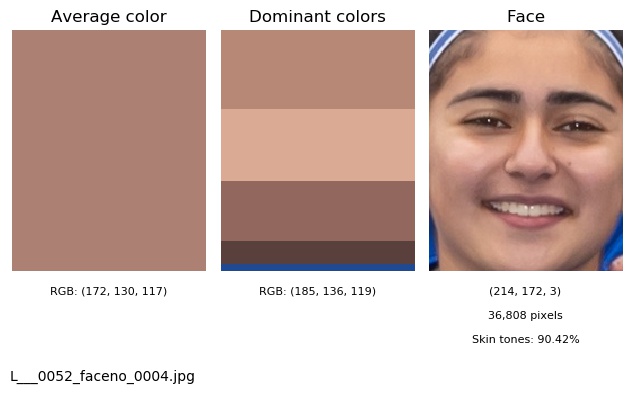 Average color
Dominant colors
Face
RGB: (172, 130, 117)
RGB: (185, 136, 119)
(214, 172, 3)
36,808 pixels
Skin tones: 90.42%
L___0052_faceno_0004.jpg